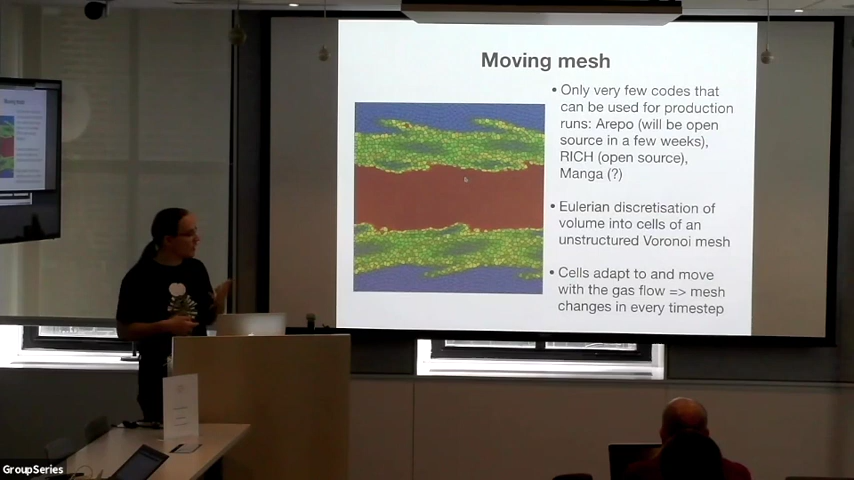 Moving mesh
• Only very few codes that
can be used for production
runs: Arepo (will be open
source in a few weeks),
RICH (open source),
Manga (?)
• Eulerian discretisation of
volume into cells of an
unstructured Voronoi mesh
• Cells adapt to and move
with the gas flow => mesh
changes in every timestep
GroupSeries